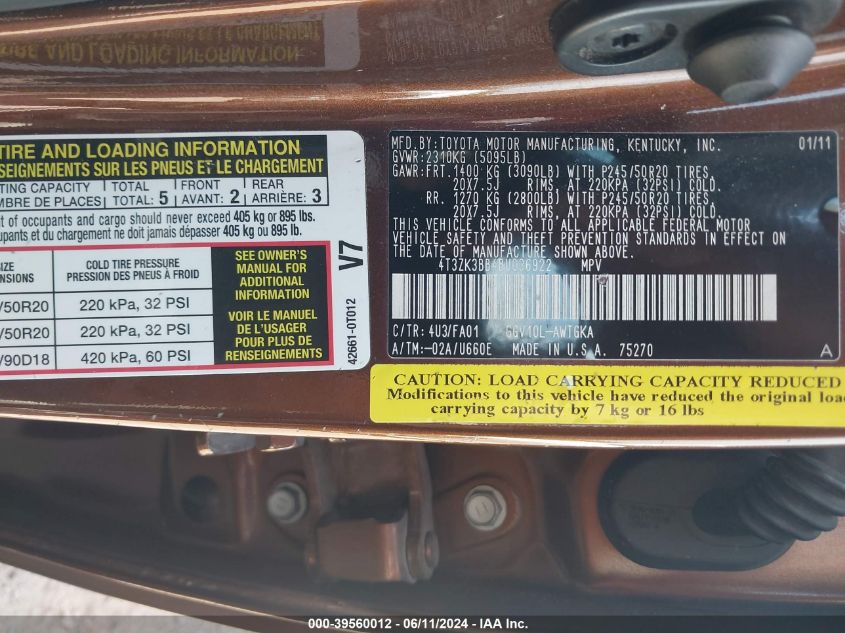 TIRE AND LOADING INFORMATION
SEIGNEMENTS SUR LES PNEUS ET LE CHARGEMENT
TING CAPACITY TOTAL FRONT REAR
MBRE DE PLACES TOTAL: 5 AVANT: 2 ARRIÈRE: 3
nt of occupants and cargo should never exceed 405 kg or 895 lbs.
upants et du chargement ne doit jamais dépasser 405 kg ou 895 lb.
SIZE COLD TIRE PRESSURE
ENSIONS PRESSION DES PNEUS À FROID
/50R20 220 kPa, 32 PSI
/50R20 220 kPa, 32 PSI
/90D18 420 kPa, 60 PSI
SEE OWNER'S
MANUAL FOR
ADDITIONAL
INFORMATION
VOIR LE MANUEL
DE L'USAGER
POUR PLUS DE
RENSEIGNEMENTS
V7
42661-0T012
MFD. BY: TOYOTA MOTOR MANUFACTURING, KENTUCKY, INC. 01/11
GVWR: 2310KG (5095LB)
GAWR: FRT. 1400 KG (3090LB) WITH P245/50R20 TIRES,
20X7.5J RIMS, AT 220KPA (32PSI) COLD.
RR. 1270 KG (2800LB) WITH P245/50R20 TIRES,
20X7.5J RIMS, AT 220KPA (32PSI) COLD.
THIS VEHICLE CONFORMS TO ALL APPLICABLE FEDERAL MOTOR
VEHICLE SAFETY AND THEFT PREVENTION STANDARDS IN EFFECT ON
THE DATE OF MANUFACTURE SHOWN ABOVE.
4T3ZK3BB4BU036922 MPV
C/TR: 4U3/FA01 GGV10L-AWTGKA
A/TM:-02A/U660E MADE IN U.S.A. 75270 A
CAUTION: LOAD CARRYING CAPACITY REDUCED
Modifications to this vehicle have reduced the original load
carrying capacity by 7 kg or 16 lbs
000-39560012 - 06/11/2024 - IAA Inc.